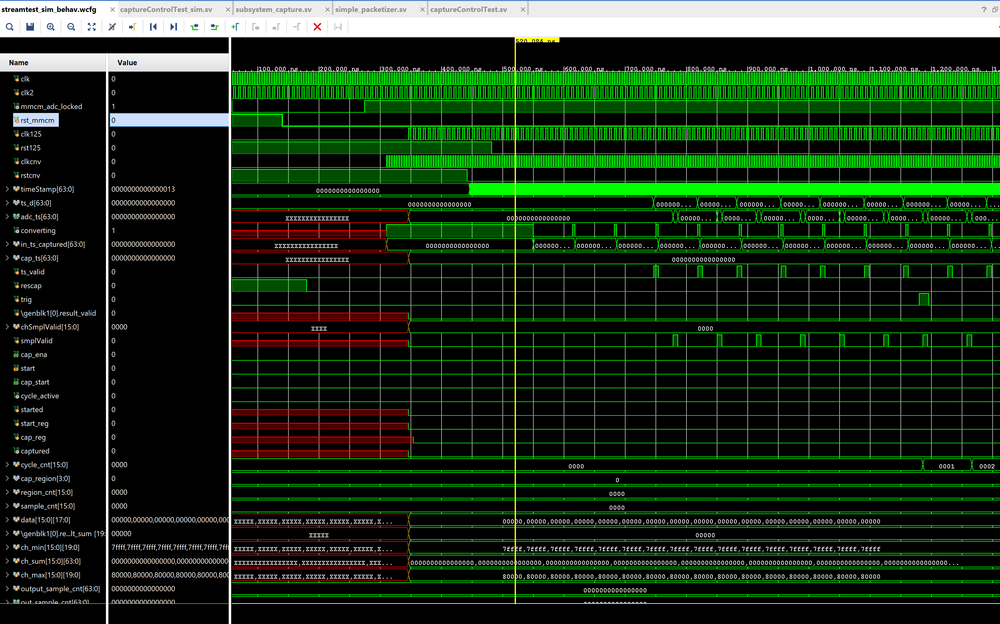 streamtest_sim_behav.wcfg × captureControlTest_sim.sv × subsystem_capture.sv × simple_packetizer.sv × captureControlTest.sv × ?
520.084 ns
Name Value
100.000 ns 200.000 ns 300.000 ns 400.000 ns 500.000 ns 600.000 ns 700.000 ns 800.000 ns 900.000 ns 1,000.000 ns 1,100.000 ns 1,200.000 ns 1,
clk 0
clk2 0
mmcm_adc_locked 1
rst_mmcm 0
clk125 0
rst125 0
clkcnv 0
rstcnv 0
timeStamp[63:0] 0000000000000013 0000000000000000
ts_d[63:0] 0000000000000000 0000000000000000 000000... 00000... 000000... 00000... 000000... 00000... 000000... 00000... ...
adc_ts[63:0] 0000000000000000 XXXXXXXXXXXXXXXX 0000000000000000 00000... 0000... 00000... 0000... 00000... 0000... 00000... 000...
converting 1
in_ts_captured[63:0] 0000000000000000 XXXXXXXXXXXXXXXX 0000000000000000 000000... 000000... 000000... 000000... 000000... 000000... 000000... 000000... 000000... 000000... 000000... ..
cap_ts[63:0] 0000000000000000 XXXXXXXXXXXXXXXX 0000000000000000
ts_valid 0
rescap 0
trig 0
\genblk1[0].result_valid 0
chSmplValid[15:0] 0000 XXXX 0000
smplValid 0
cap_ena 0
start 0
cap_start 0
cycle_active 0
started 0
start_reg 0
cap_reg 0
captured 0
cycle_cnt[15:0] 0000 0000 0001 0002
cap_region[3:0] 0 0
region_cnt[15:0] 0000 0000
sample_cnt[15:0] 0000 0000
data[15:0][17:0] 00000,00000,00000,00000,00000,000 XXXXX,XXXXX,XXXXX,XXXXX,XXXXX,XXXXX,X... 00000,00000,00000,00000,00000,00000,00000,00000,00000,00000,00000,00000,00000,00000,00000,00000
\genblk1[0].re...lt_sum [19: 00000 XXXXX 00000
ch_min[15:0][19:0] 7ffff,7ffff,7ffff,7ffff,7ffff,7ffff,7ffff,7ff XXXXX,XXXXX,XXXXX,XXXXX,XXXXX,XXXXX,X... 7ffff,7ffff,7ffff,7ffff,7ffff,7ffff,7ffff,7ffff,7ffff,7ffff,7ffff,7ffff,7ffff,7ffff,7ffff,7ffff
ch_sum[15:0][63:0] 0000000000000000,0000000000000 XXXXXXXXXXXXXXXX,XXXXXXXXXXXXXXXX,XXX... 0000000000000000,0000000000000000,0000000000000000,0000000000000000,0000000000000000,0000000000000000,0000000000000000,0000000000000000...
ch_max[15:0][19:0] 80000,80000,80000,80000,80000,800 XXXXX,XXXXX,XXXXX,XXXXX,XXXXX,XXXXX,X... 80000,80000,80000,80000,80000,80000,80000,80000,80000,80000,80000,80000,80000,80000,80000,80000
output_sample_cnt[63:0] 0000000000000000 0000000000000000
out_sample_cnt[63:0] 0000000000000000 0000000000000000